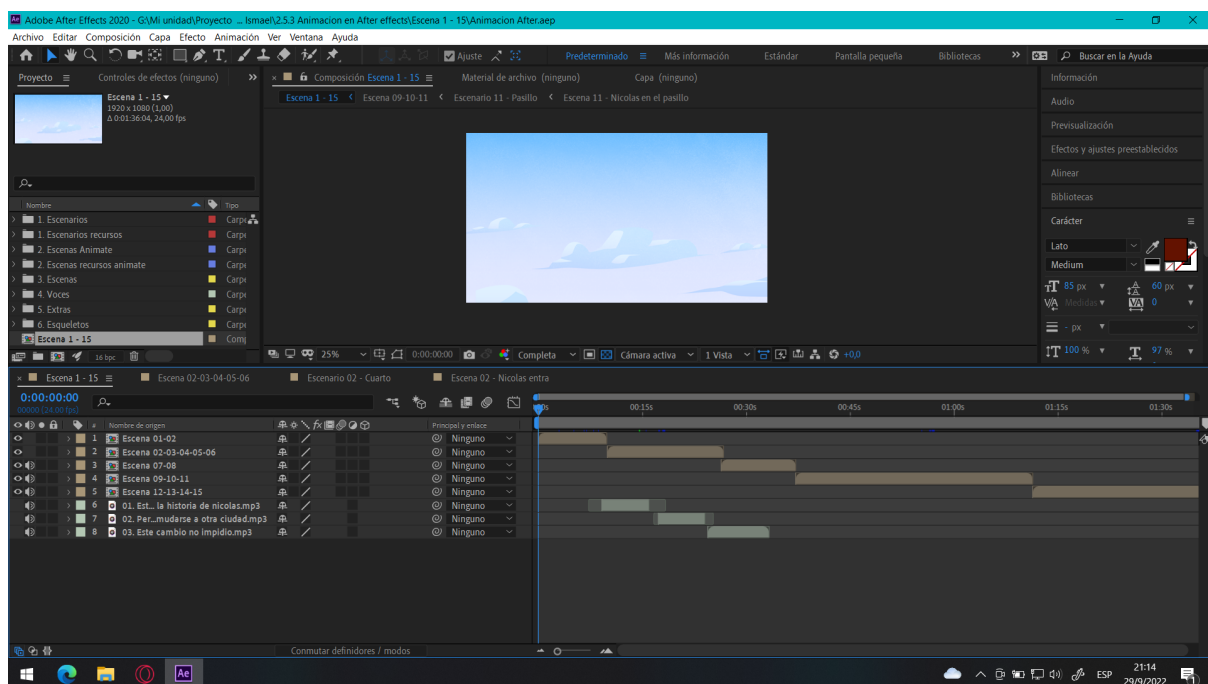 Adobe After Effects 2020 - G:\Mi unidad\Proyecto ... Ismael\2.5.3 Animacion en After effects\Escena 1 - 15\Animacion After.aep
Archivo Editar Composición Capa Efecto Animación Ver Ventana Ayuda
Ajuste Predeterminado Más información Estándar Pantalla pequeña Bibliotecas Buscar en la Ayuda
Proyecto Controles de efectos (ninguno) Composición Escena 1 - 15 Material de archivo (ninguno) Capa (ninguno) Información
Escena 1 - 15 Escena 09-10-11 Escenario 11 - Pasillo Escena 11 - Nicolas en el pasillo
Escena 1 - 15
1920 x 1080 (1,00)
Δ 0:01:36:04, 24,00 fps
Audio
Previsualización
Efectos y ajustes preestablecidos
Alinear
Bibliotecas
Carácter
Nombre Tipo
1. Escenarios Carpe
1. Escenarios recursos Carpe
2. Escenas Animate Carpe
2. Escenas recursos animate Carpe
3. Escenas Carpe
4. Voces Carpe
5. Extras Carpe
6. Esqueletos Carpe
Escena 1 - 15 Com
Lato
Medium
85 px 60 px
Medidas 0
- px
100 % 97 %
16 bpc 25% 0:00:00:00 Completa Cámara activa 1 Vista +0,0
Escena 1 - 15 Escena 02-03-04-05-06 Escenario 02 - Cuarto Escena 02 - Nicolas entra
0:00:00:00
00000 (24.00 fps)
00:15s 00:30s 00:45s 01:00s 01:15s 01:30s
# Nombre de origen fx Principal y enlace
1 Escena 01-02 Ninguno
2 Escena 02-03-04-05-06 Ninguno
3 Escena 07-08 Ninguno
4 Escena 09-10-11 Ninguno
5 Escena 12-13-14-15 Ninguno
6 01. Est... la historia de nicolas.mp3 Ninguno
7 02. Per...mudarse a otra ciudad.mp3 Ninguno
8 03. Este cambio no impidio.mp3 Ninguno
Conmutar definidores / modos
Ae ESP 21:14
29/9/2022